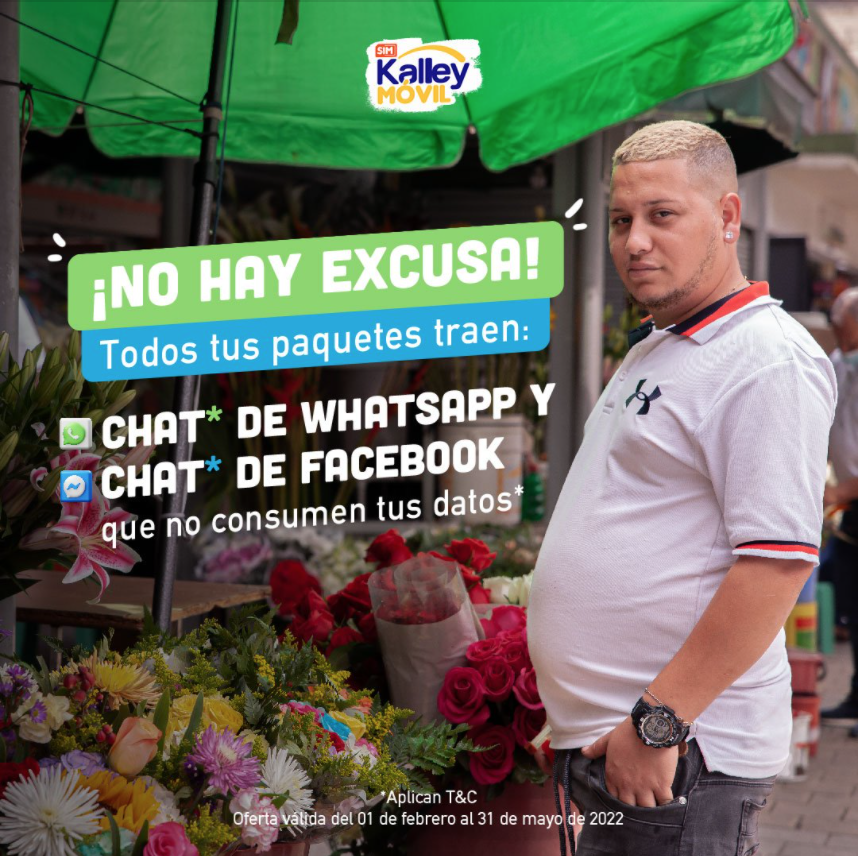 SIM
Kalley
MÓVIL
¡NO HAY EXCUSA!
Todos tus paquetes traen:
CHAT* DE WHATSAPP Y
CHAT* DE FACEBOOK
que no consumen tus datos*
*Aplican T&C
Oferta válida del 01 de febrero al 31 de mayo de 2022